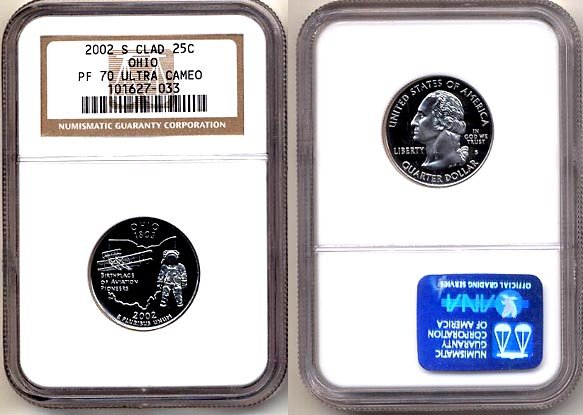 2002 S CLAD 25C
OHIO
PF 70 ULTRA CAMEO
101627-033
NUMISMATIC GUARANTY CORPORATION
OHIO
1803
BIRTHPLACE
OF AVIATION
PIONEERS
2002
E PLURIBUS UNUM
UNITED STATES OF AMERICA
LIBERTY
IN
GOD WE
TRUST
S
QUARTER DOLLAR
OFFICIAL GRADING SERVICE
ANA
NUMISMATIC
GUARANTY
CORPORATION
OF AMERICA